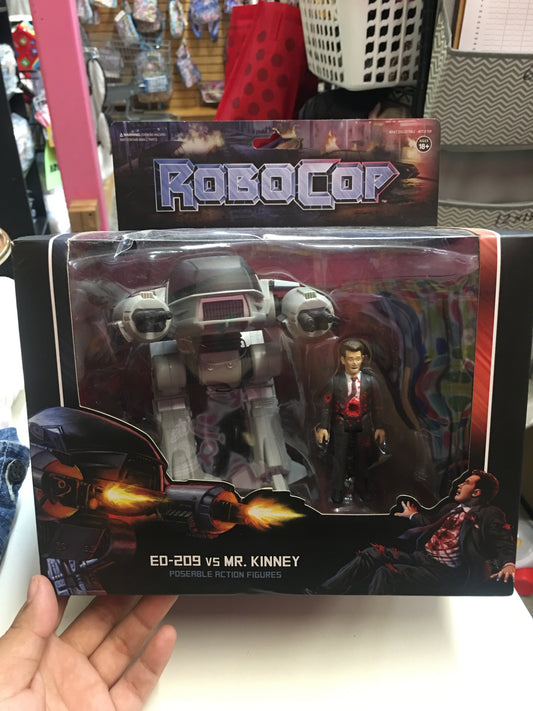 ROBOCOP
AGES
18+
ED-209 VS MR. KINNEY
POSEABLE ACTION FIGURES